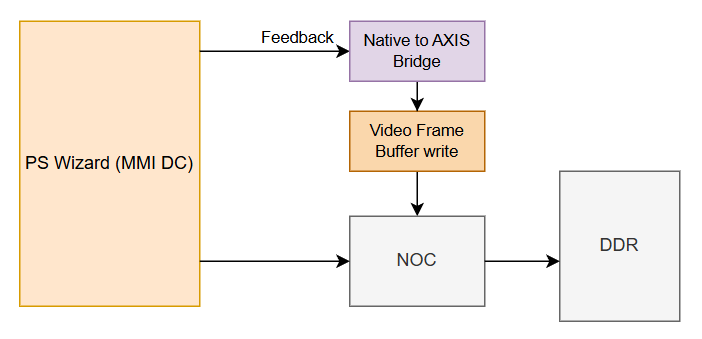 Feedback
Native to AXIS
Bridge
Video Frame
Buffer write
PS Wizard (MMI DC)
NOC
DDR